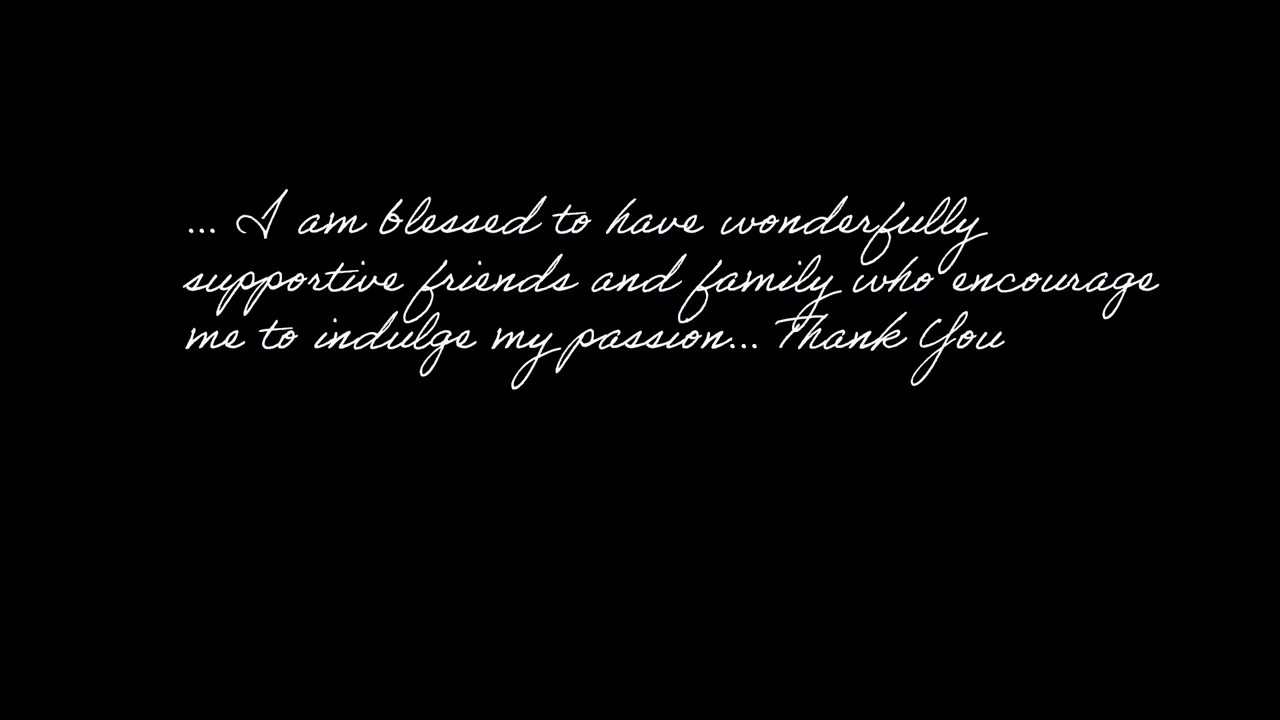 ... I am blessed to have wonderfully
supportive friends and family who encourage
me to indulge my passion... Thank You